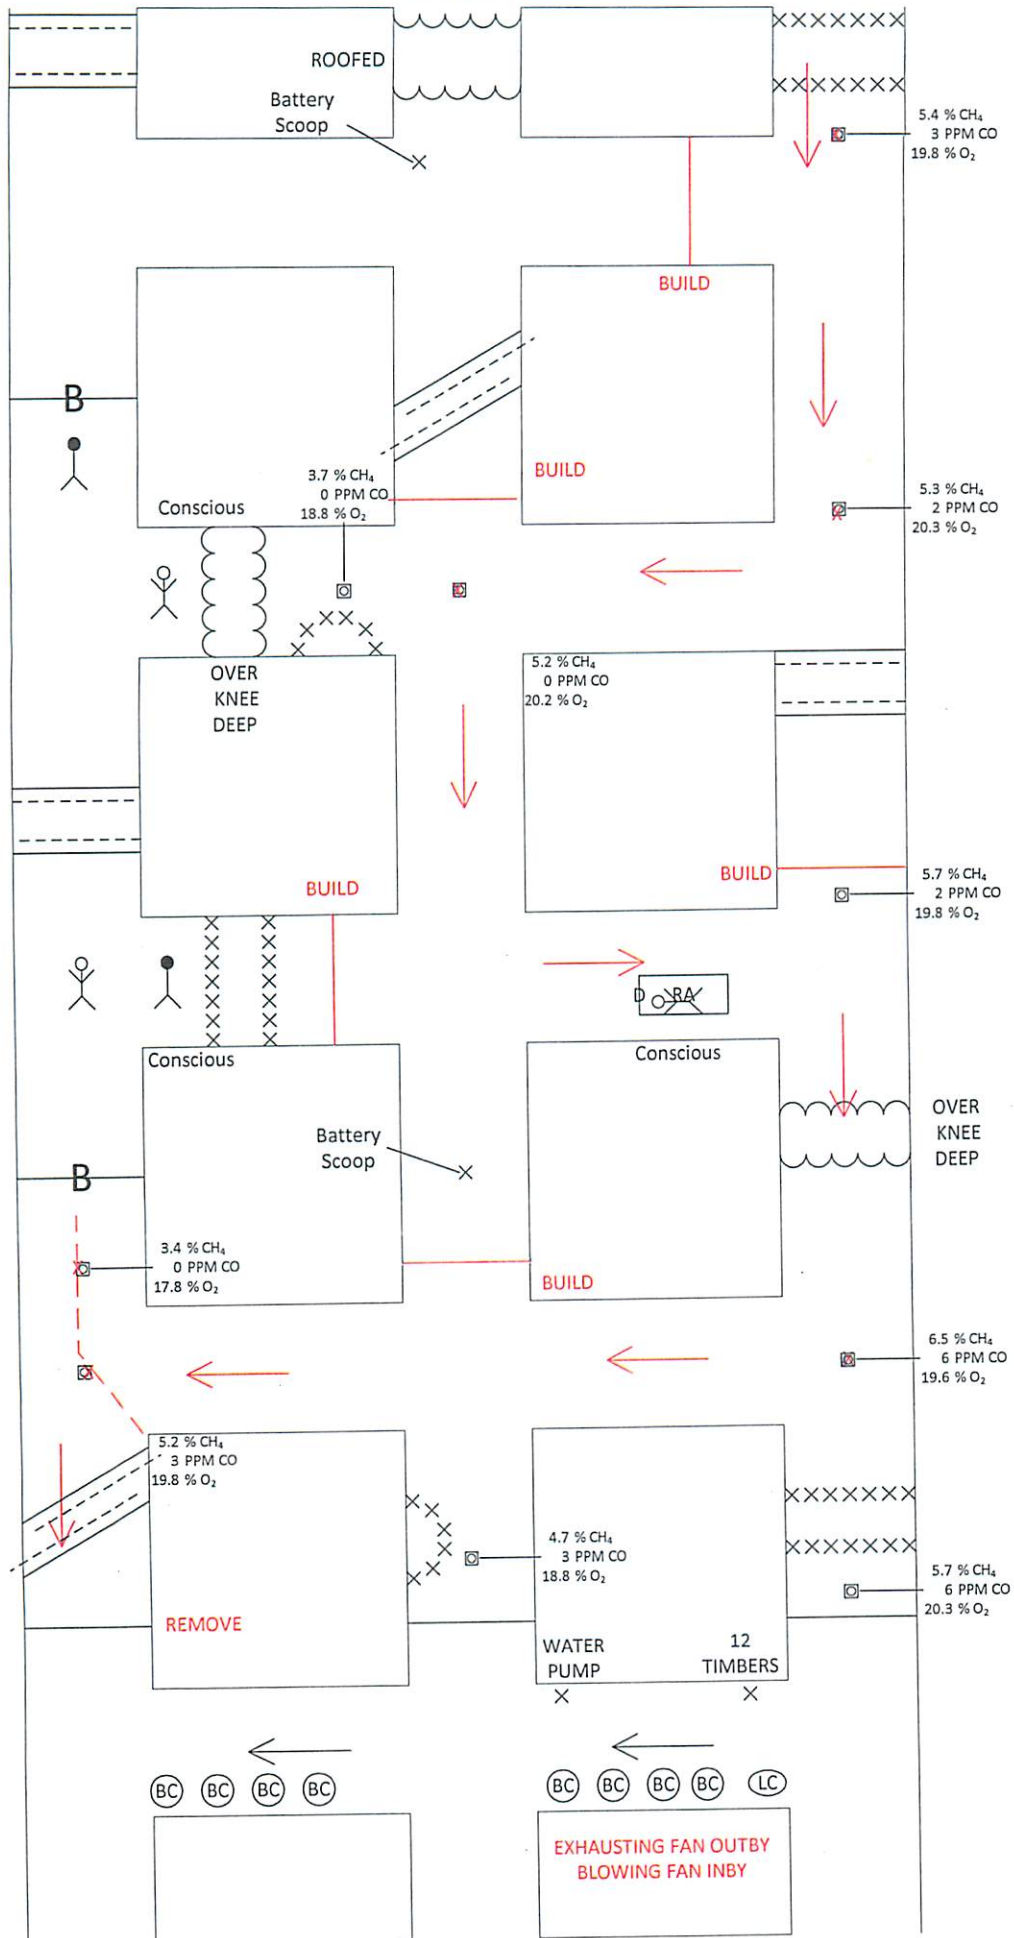 ROOFED
Battery
Scoop
5.4 % CH₄
3 PPM CO
19.8 % O₂
BUILD
B
BUILD
3.7 % CH₄
0 PPM CO
18.8 % O₂
Conscious
5.3 % CH₄
2 PPM CO
20.3 % O₂
OVER
KNEE
DEEP
5.2 % CH₄
0 PPM CO
20.2 % O₂
BUILD
BUILD
5.7 % CH₄
2 PPM CO
19.8 % O₂
D RA
Conscious
Conscious
OVER
KNEE
DEEP
Battery
Scoop
B
3.4 % CH₄
0 PPM CO
17.8 % O₂
BUILD
6.5 % CH₄
6 PPM CO
19.6 % O₂
5.2 % CH₄
3 PPM CO
19.8 % O₂
4.7 % CH₄
3 PPM CO
18.8 % O₂
5.7 % CH₄
6 PPM CO
20.3 % O₂
REMOVE
WATER
PUMP
12
TIMBERS
BC BC BC BC
BC BC BC BC LC
EXHAUSTING FAN OUTBY
BLOWING FAN INBY